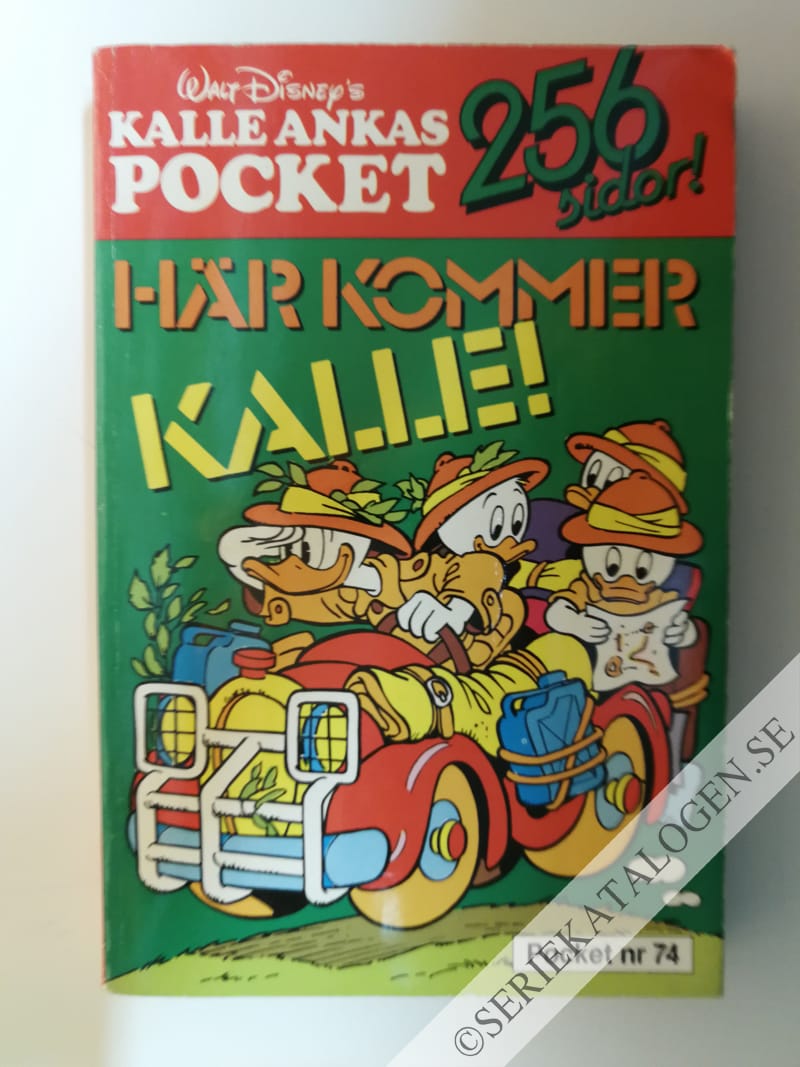 Walt Disney's
KALLE ANKAS
POCKET
256
sidor!
HÄR KOMMER
KALLE!
Pocket nr 74
©SERIEKATALOGEN.SE